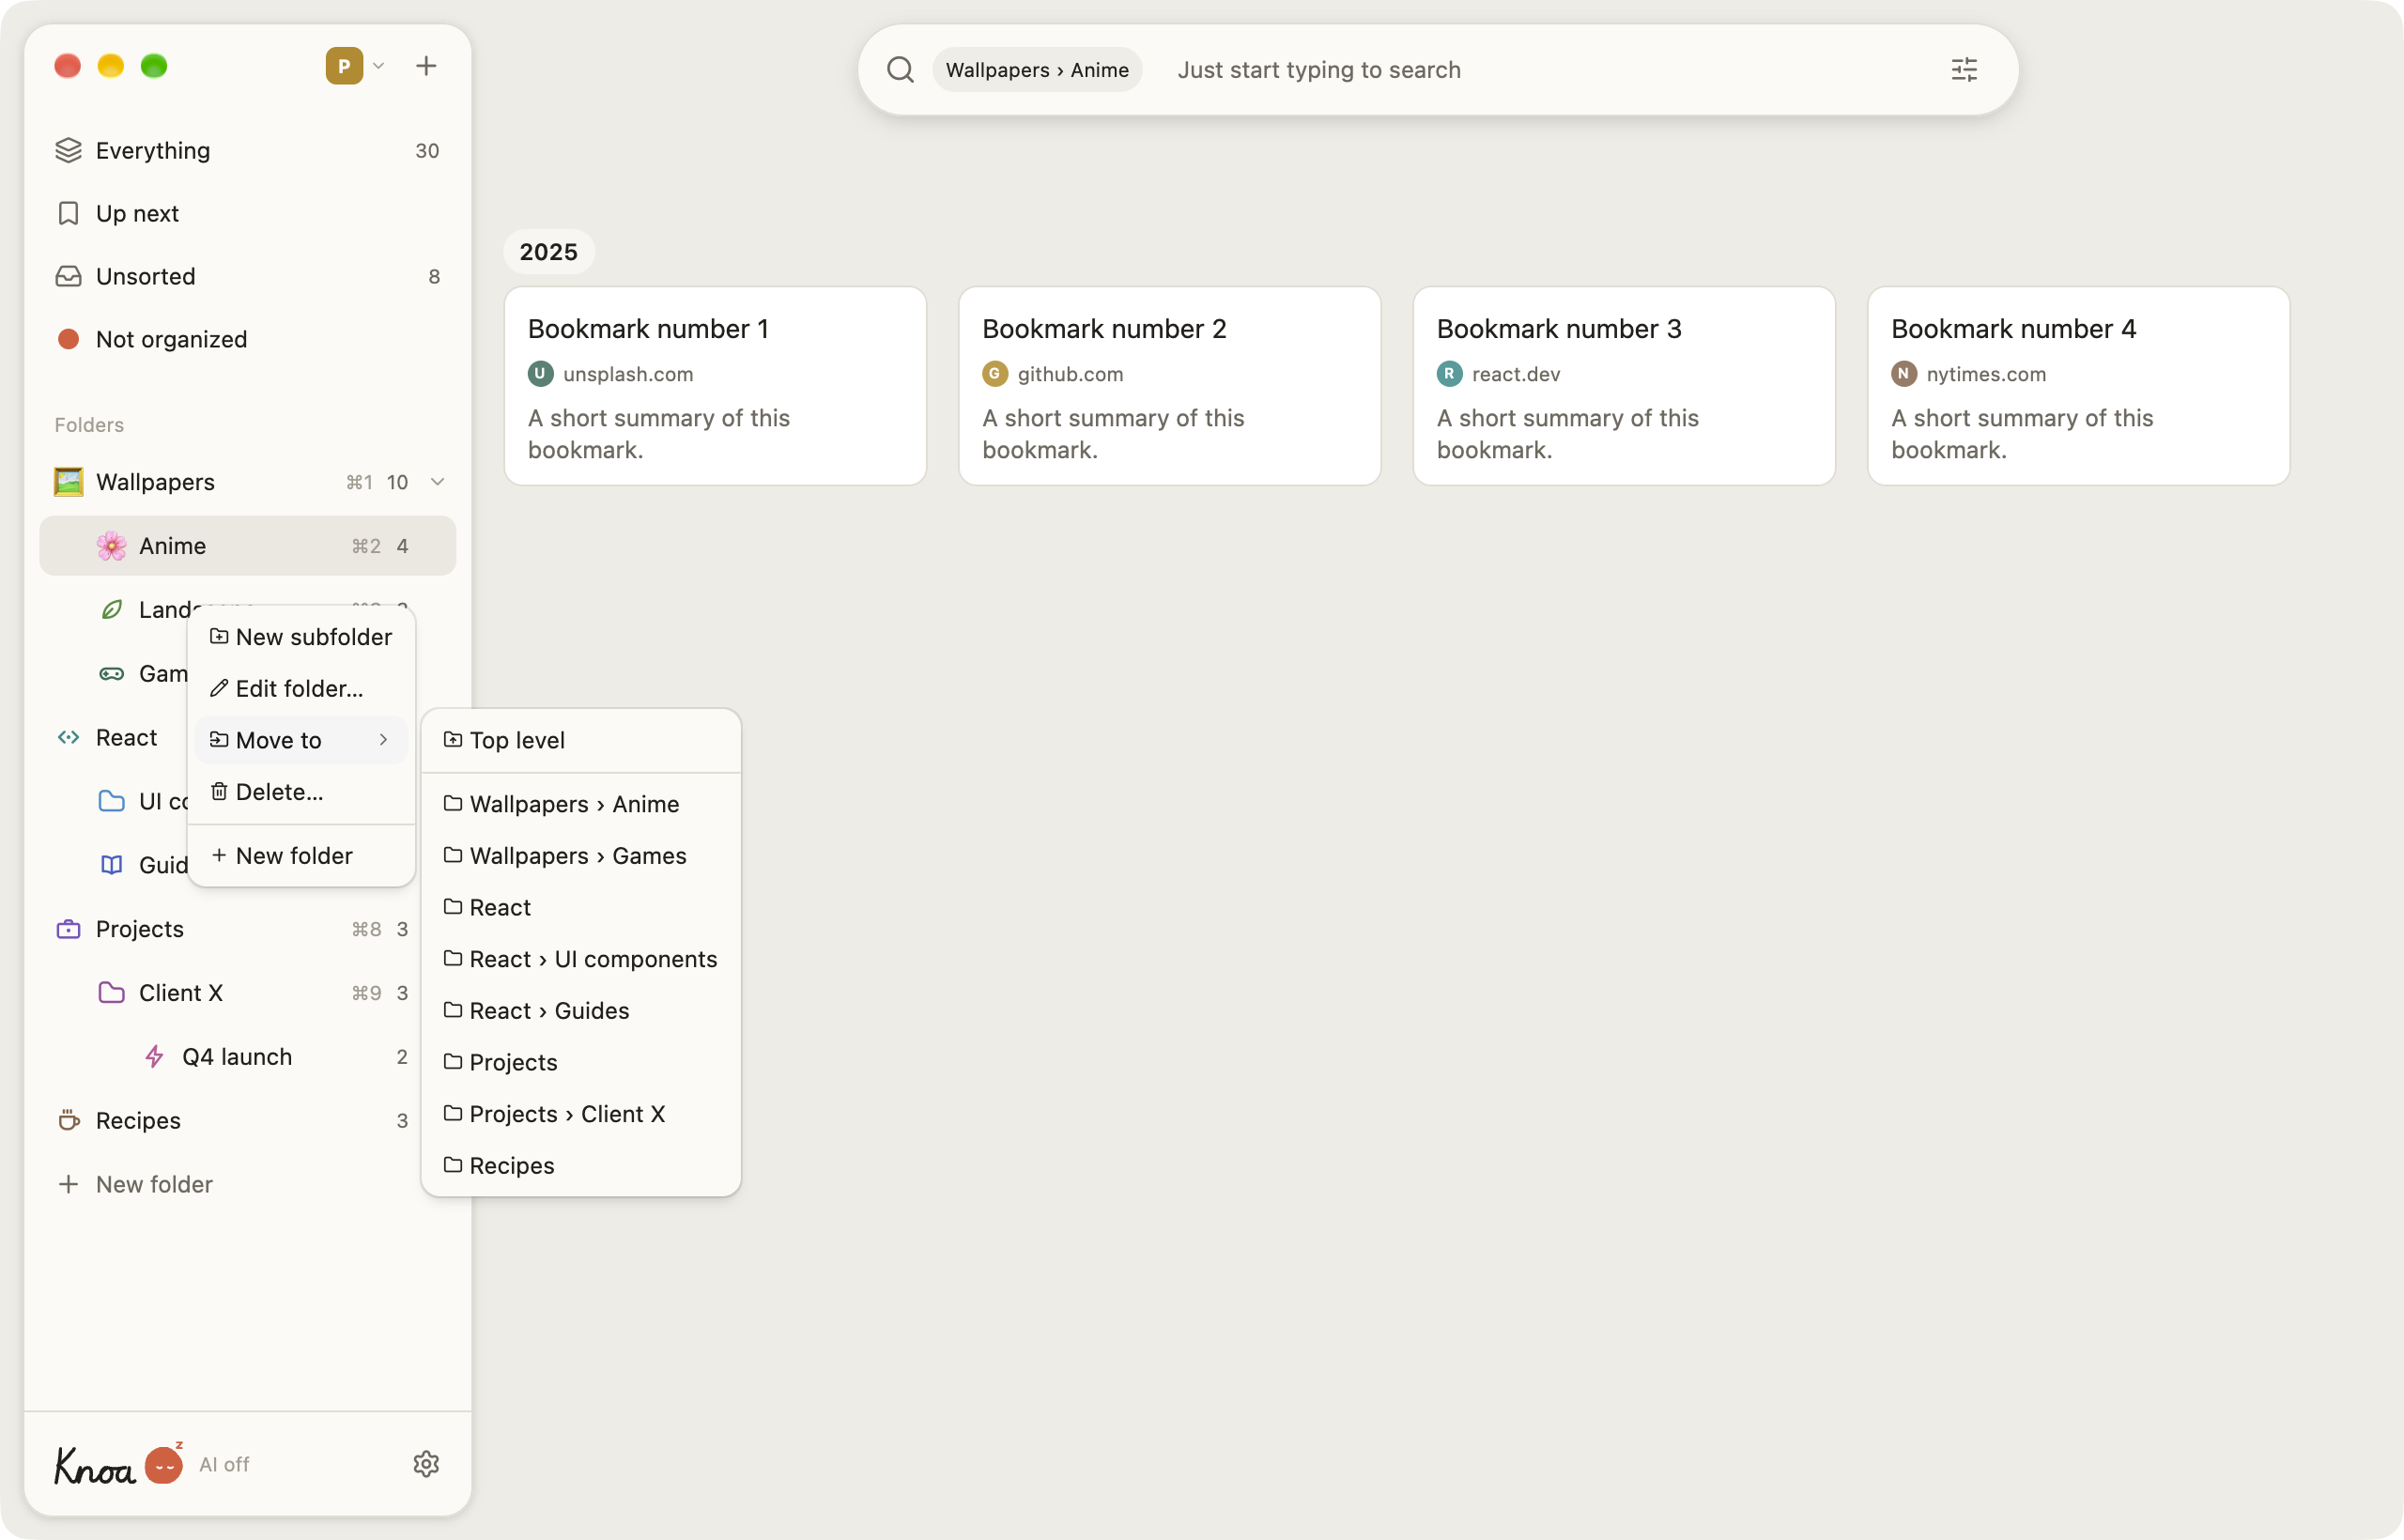 P
Everything 30
Up next
Unsorted 8
Not organized
Folders
Wallpapers ⌘1 10
Anime ⌘2 4
New subfolder
Edit folder...
Move to
Delete...
New folder
React
Projects ⌘8 3
Client X ⌘9 3
Q4 launch 2
Recipes 3
New folder
Knoa z AI off
Top level
Wallpapers › Anime
Wallpapers › Games
React
React › UI components
React › Guides
Projects
Projects › Client X
Recipes
Wallpapers › Anime Just start typing to search
2025
Bookmark number 1
U unsplash.com
A short summary of this
bookmark.
Bookmark number 2
G github.com
A short summary of this
bookmark.
Bookmark number 3
R react.dev
A short summary of this
bookmark.
Bookmark number 4
N nytimes.com
A short summary of this
bookmark.